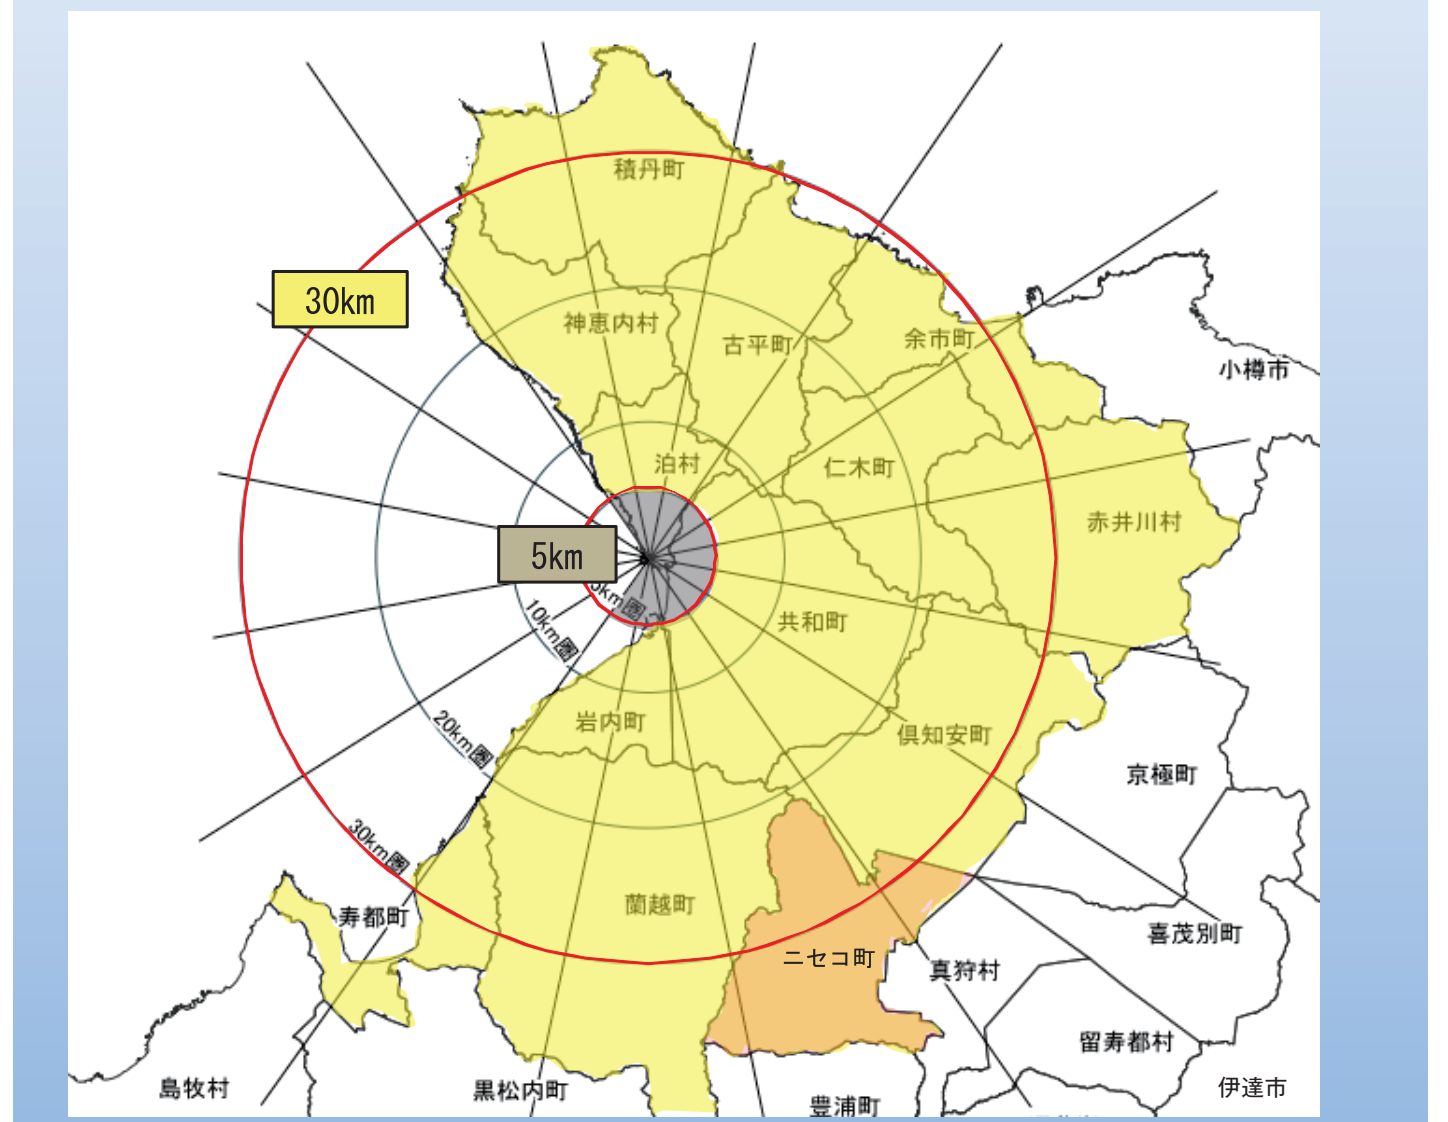 積丹町
30km
神恵内村
古平町
余市町
小樽市
泊村
仁木町
赤井川村
5km
5km圏
10km圏
共和町
岩内町
20km圏
倶知安町
京極町
30km圏
蘭越町
寿都町
喜茂別町
ニセコ町
真狩村
留寿都村
島牧村
黒松内町
豊浦町
伊達市